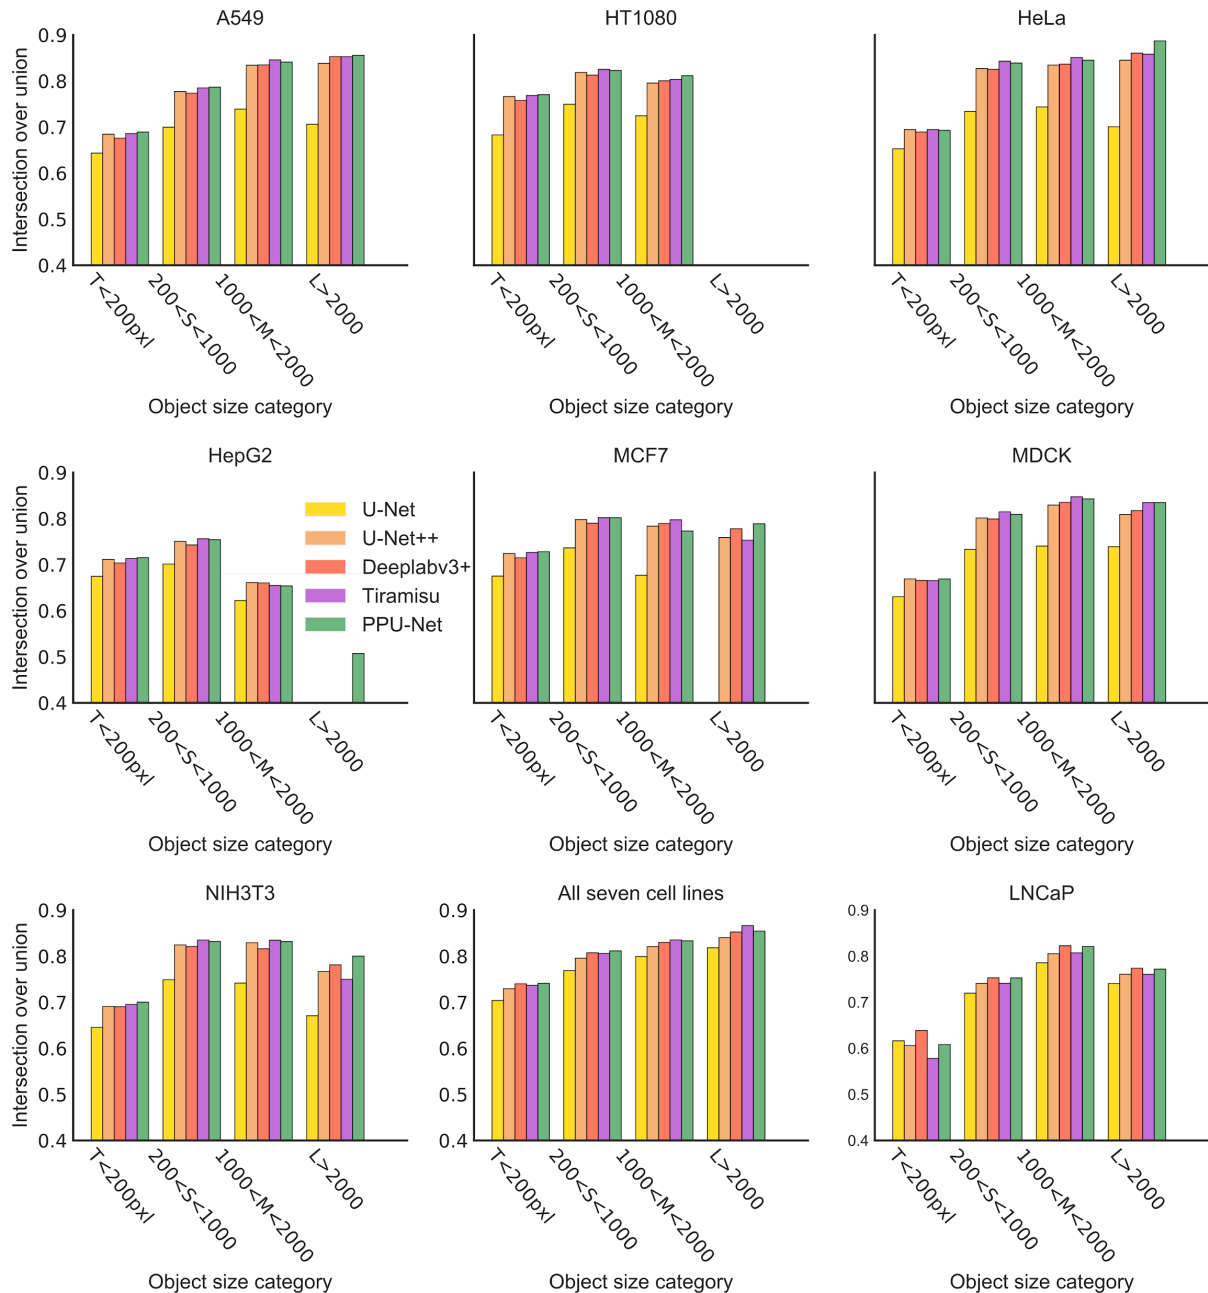 A549
HT1080
HeLa
Intersection over union
0.9
0.8
0.7
0.6
0.5
0.4
T<200pxl
200<S<1000
1000<M<2000
L>2000
T<200pxl
200<S<1000
1000<M<2000
L>2000
T<200pxl
200<S<1000
1000<M<2000
L>2000
Object size category
Object size category
Object size category
HepG2
MCF7
MDCK
Intersection over union
0.9
0.8
0.7
0.6
0.5
0.4
U-Net
U-Net++
Deeplabv3+
Tiramisu
PPU-Net
T<200pxl
200<S<1000
1000<M<2000
L>2000
T<200pxl
200<S<1000
1000<M<2000
L>2000
T<200pxl
200<S<1000
1000<M<2000
L>2000
Object size category
Object size category
Object size category
NIH3T3
All seven cell lines
LNCaP
Intersection over union
0.9
0.8
0.7
0.6
0.5
0.4
0.9
0.8
0.7
0.6
0.5
0.4
0.9
0.8
0.7
0.6
0.5
0.4
T<200pxl
200<S<1000
1000<M<2000
L>2000
T<200pxl
200<S<1000
1000<M<2000
L>2000
T<200pxl
200<S<1000
1000<M<2000
L>2000
Object size category
Object size category
Object size category